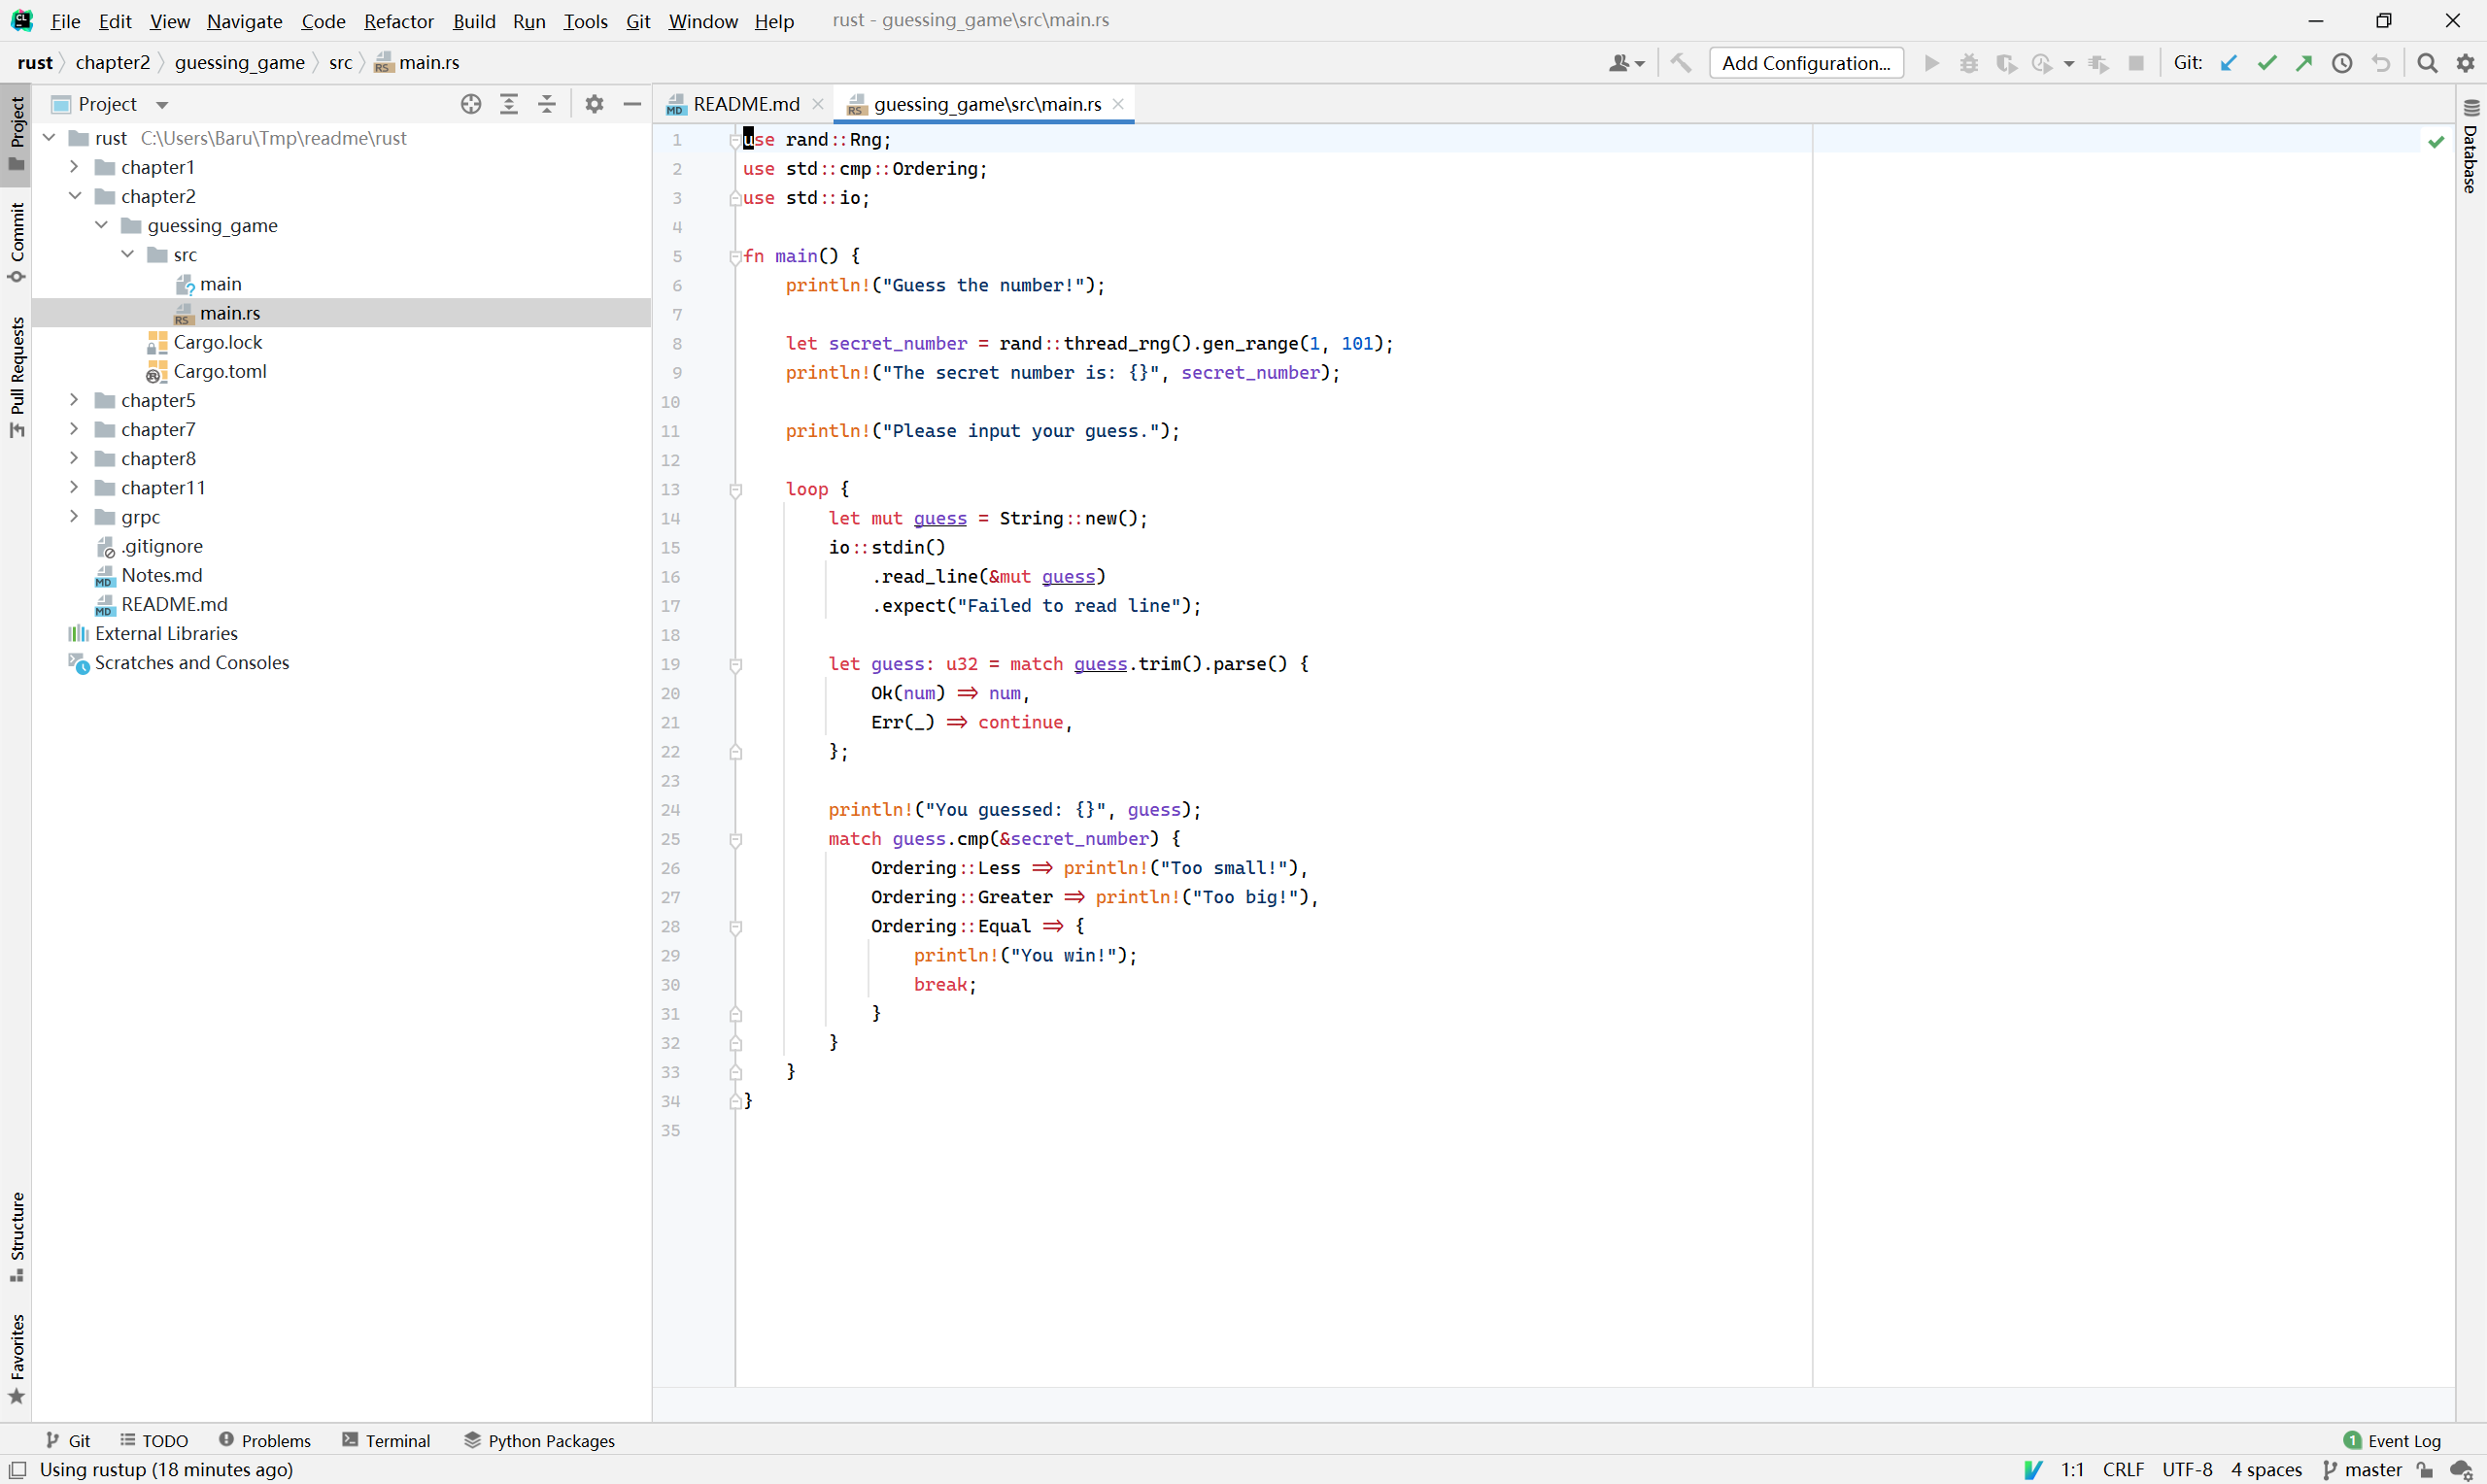 File Edit View Navigate Code Refactor Build Run Tools Git Window Help rust - guessing_game\src\main.rs
rust chapter2 guessing_game src main.rs
Add Configuration...
Git:
Project
rust C:\Users\Baru\Tmp\readme\rust
chapter1
chapter2
guessing_game
src
main
main.rs
Cargo.lock
Cargo.toml
chapter5
chapter7
chapter8
chapter11
grpc
.gitignore
Notes.md
README.md
External Libraries
Scratches and Consoles
Project
Commit
Pull Requests
Structure
Favorites
README.md
guessing_game\src\main.rs
1 use rand::Rng;
2 use std::cmp::Ordering;
3 use std::io;
4
5 fn main() {
6     println!("Guess the number!");
7
8     let secret_number = rand::thread_rng().gen_range(1, 101);
9     println!("The secret number is: {}", secret_number);
10
11     println!("Please input your guess.");
12
13     loop {
14         let mut guess = String::new();
15         io::stdin()
16             .read_line(&mut guess)
17             .expect("Failed to read line");
18
19         let guess: u32 = match guess.trim().parse() {
20             Ok(num) => num,
21             Err(_) => continue,
22         };
23
24         println!("You guessed: {}", guess);
25         match guess.cmp(&secret_number) {
26             Ordering::Less => println!("Too small!"),
27             Ordering::Greater => println!("Too big!"),
28             Ordering::Equal => {
29                 println!("You win!");
30                 break;
31             }
32         }
33     }
34 }
35
Database
Git TODO Problems Terminal Python Packages
1 Event Log
Using rustup (18 minutes ago)
1:1 CRLF UTF-8 4 spaces master